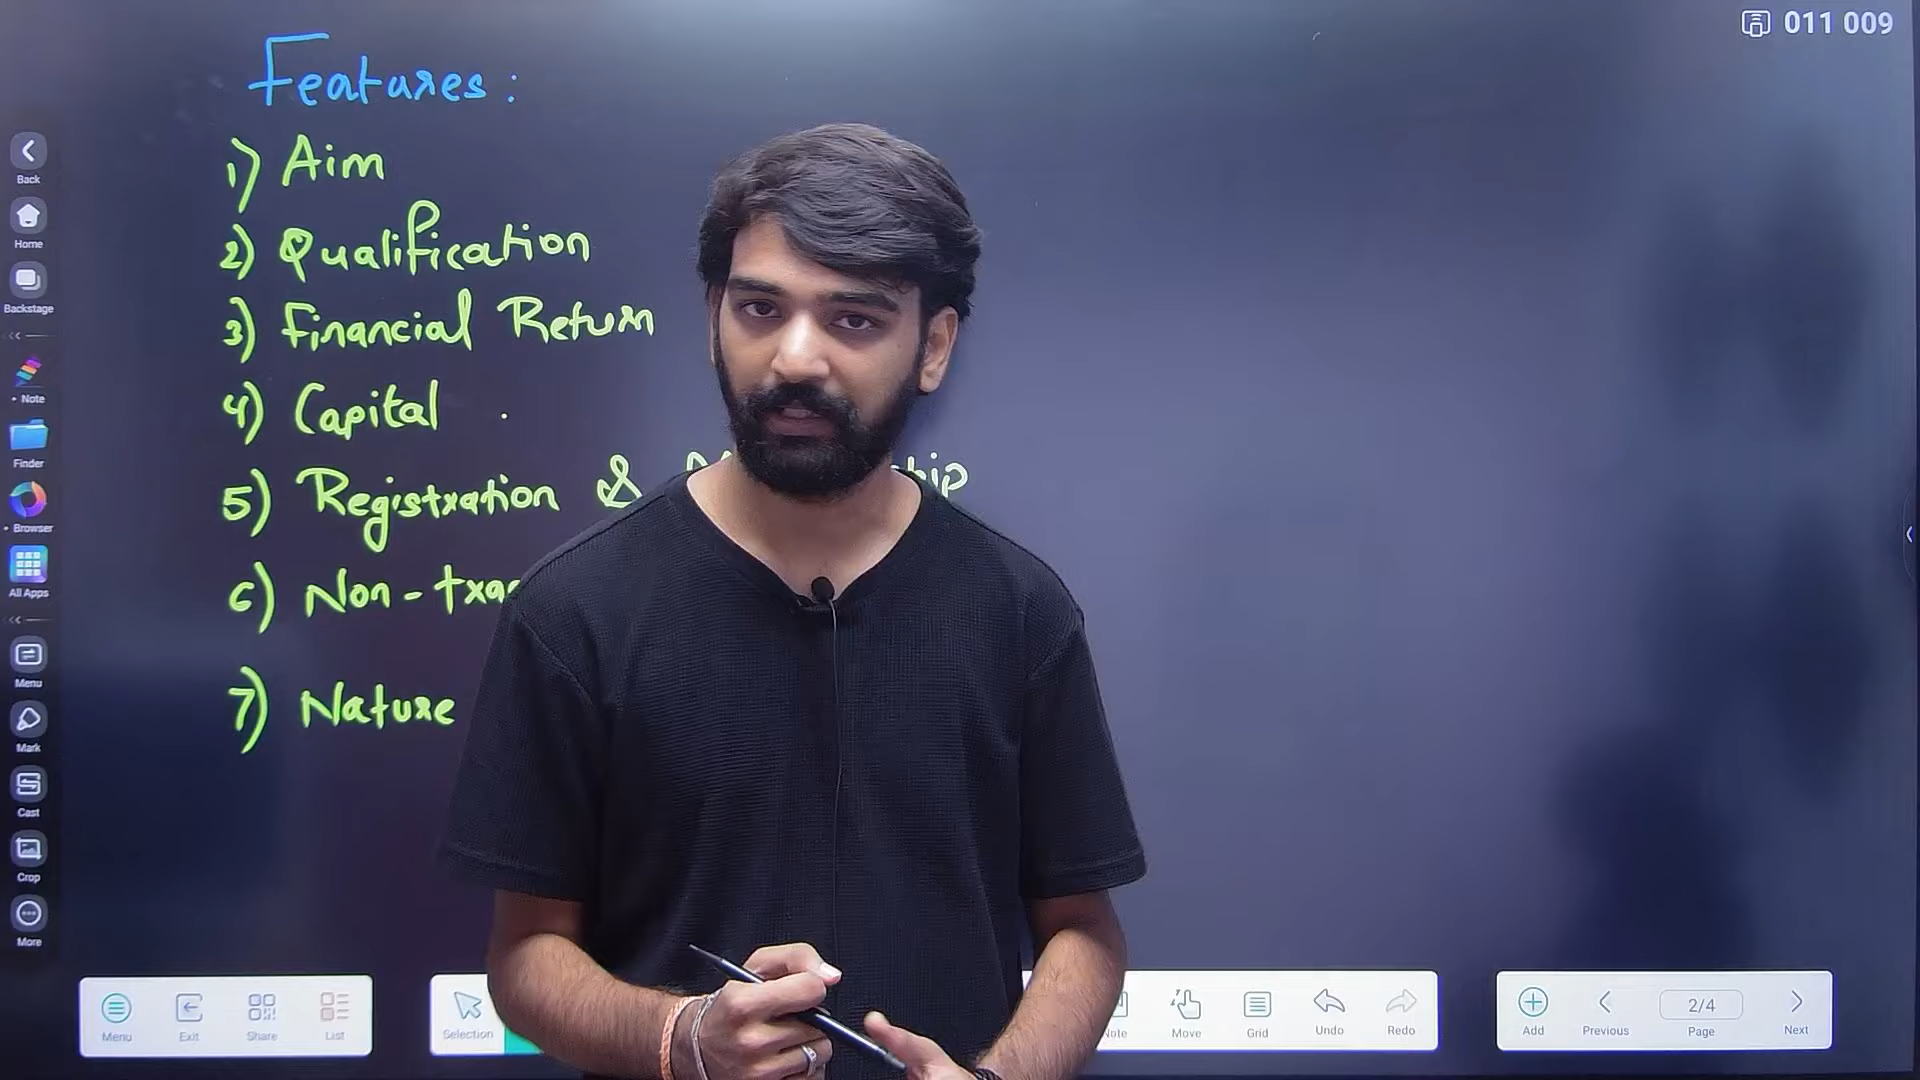 011 009
Features :
1) Aim
2) Qualification
3) Financial Return
4) Capital
5) Registration &
6) Non-
7) Nature
Back
Home
Backstage
Note
Finder
Browser
All Apps
Menu
Mark
Cast
Crop
More
Menu Exit Share List Selection Move Grid Undo Redo Add Previous 2/4 Page Next